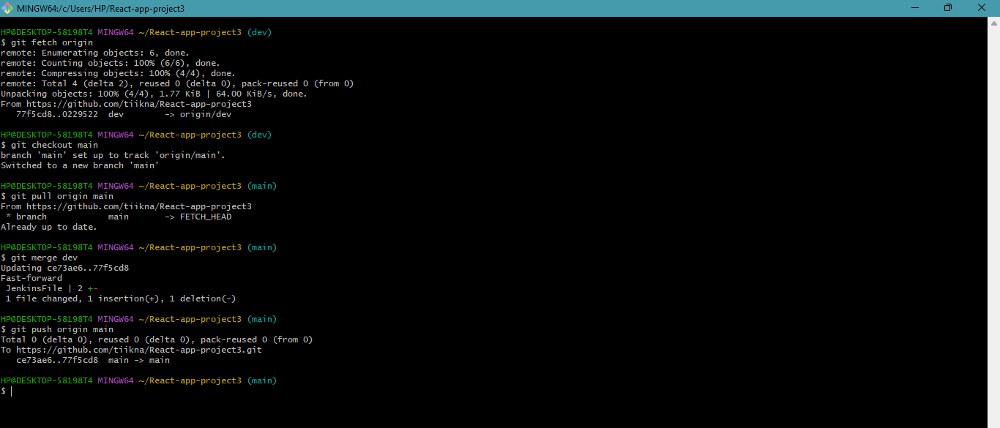 MINGW64:/c/Users/HP/React-app-project3
HP@DESKTOP-58198T4 MINGW64 ~/React-app-project3 (dev)
$ git fetch origin
remote: Enumerating objects: 6, done.
remote: Counting objects: 100% (6/6), done.
remote: Compressing objects: 100% (4/4), done.
remote: Total 4 (delta 2), reused 0 (delta 0), pack-reused 0 (from 0)
Unpacking objects: 100% (4/4), 1.77 KiB | 64.00 KiB/s, done.
From https://github.com/tiikna/React-app-project3
   77f5cd8..0229522  dev        -> origin/dev
HP@DESKTOP-58198T4 MINGW64 ~/React-app-project3 (dev)
$ git checkout main
branch 'main' set up to track 'origin/main'.
Switched to a new branch 'main'
HP@DESKTOP-58198T4 MINGW64 ~/React-app-project3 (main)
$ git pull origin main
From https://github.com/tiikna/React-app-project3
 * branch            main       -> FETCH_HEAD
Already up to date.
HP@DESKTOP-58198T4 MINGW64 ~/React-app-project3 (main)
$ git merge dev
Updating ce73ae6..77f5cd8
Fast-forward
 JenkinsFile | 2 +-
 1 file changed, 1 insertion(+), 1 deletion(-)
HP@DESKTOP-58198T4 MINGW64 ~/React-app-project3 (main)
$ git push origin main
Total 0 (delta 0), reused 0 (delta 0), pack-reused 0 (from 0)
To https://github.com/tiikna/React-app-project3.git
   ce73ae6..77f5cd8  main -> main
HP@DESKTOP-58198T4 MINGW64 ~/React-app-project3 (main)
$